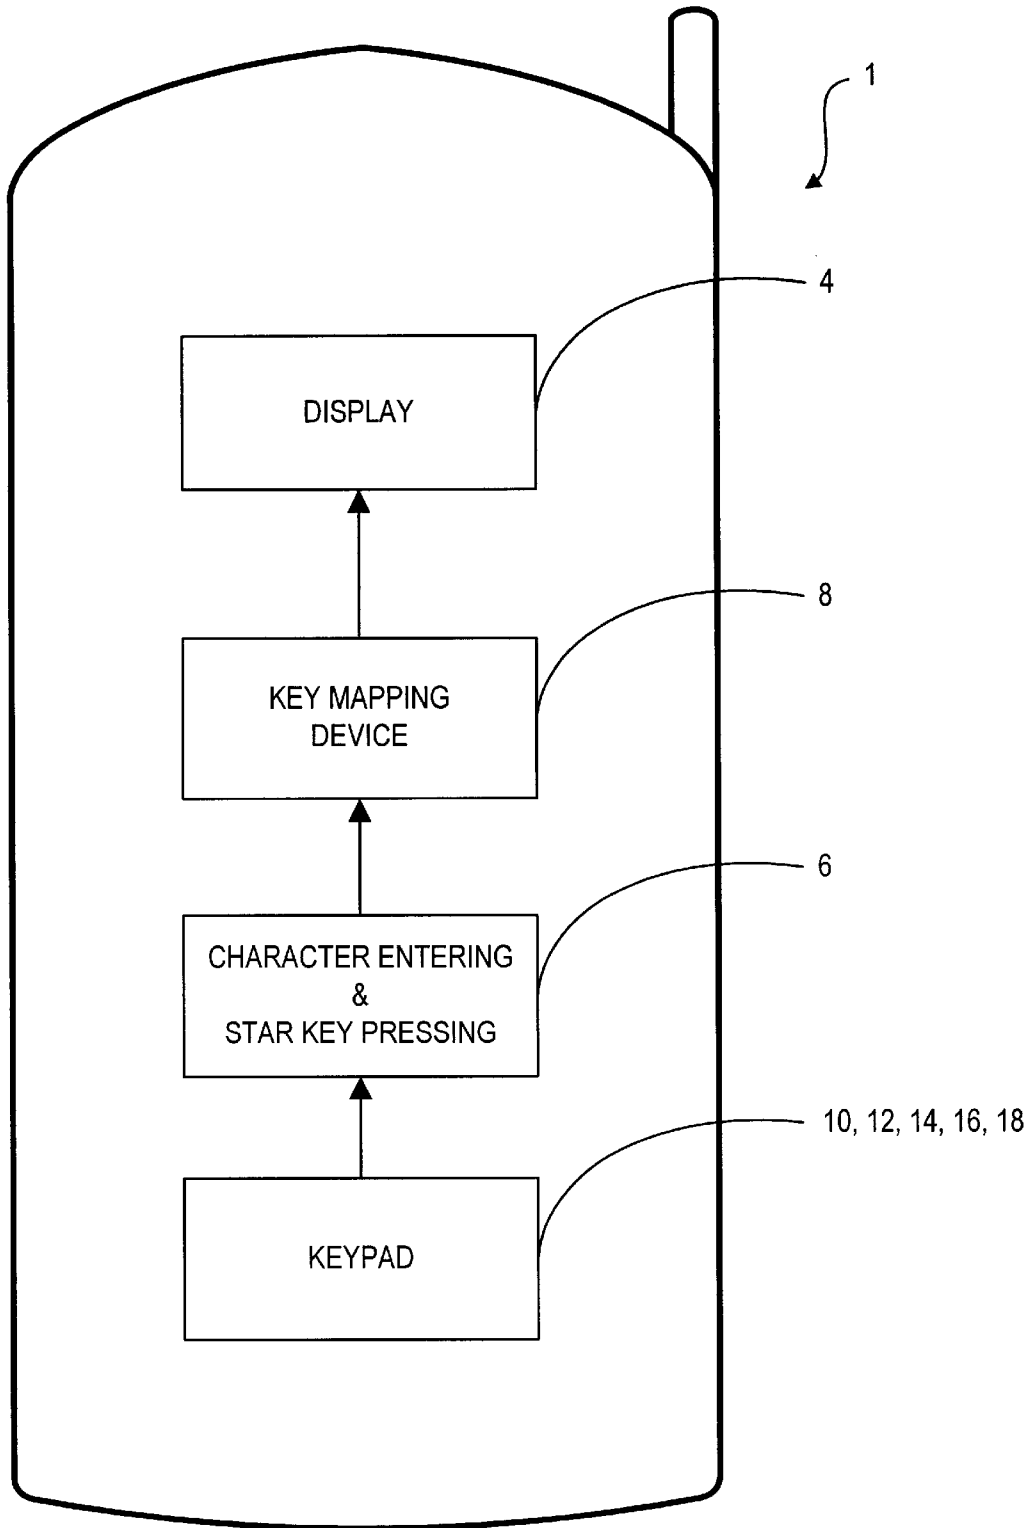 1
4
DISPLAY
8
KEY MAPPING
DEVICE
6
CHARACTER ENTERING
&
STAR KEY PRESSING
10, 12, 14, 16, 18
KEYPAD